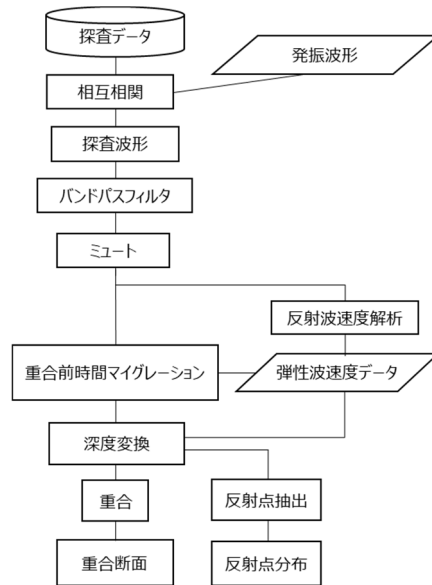 探査データ
発振波形
相互相関
探査波形
バンドパスフィルタ
ミュート
反射波速度解析
重合前時間マイグレーション
弾性波速度データ
深度変換
重合
反射点抽出
重合断面
反射点分布